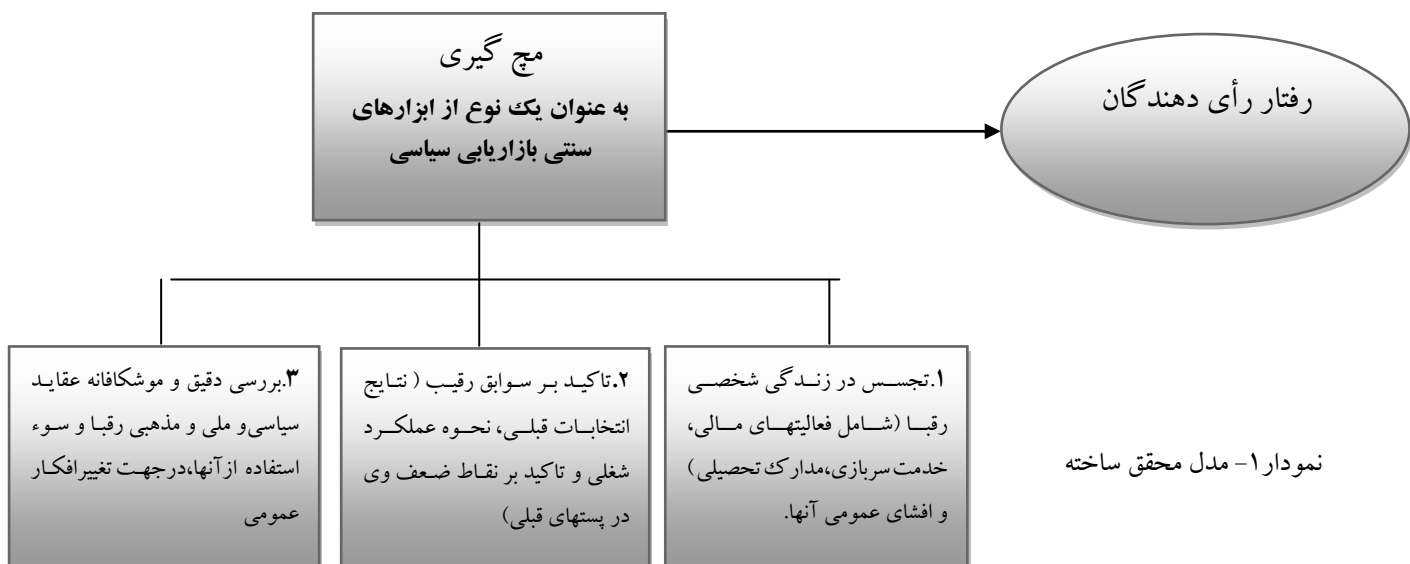 مچ گیری
به عنوان یک نوع از ابزارهای
سنتی بازاریابی سیاسی
رفتار رأی دهندگان
۱.تجسس در زندگی شخصی
رقبا (شامل فعالیتهای مالی،
خدمت سربازی،مدارک تحصیلی)
و افشای عمومی آنها.
۲.تاکید بر سوابق رقیب ( نتایج
انتخابات قبلی، نحوه عملکرد
شغلی و تاکید بر نقاط ضعف وی
در پستهای قبلی)
۳.بررسی دقیق و موشکافانه عقاید
سیاسی و ملی و مذهبی رقبا و سوء
استفاده از آنها،درجهت تغییرافکار
عمومی
نمودار۱- مدل محقق ساخته